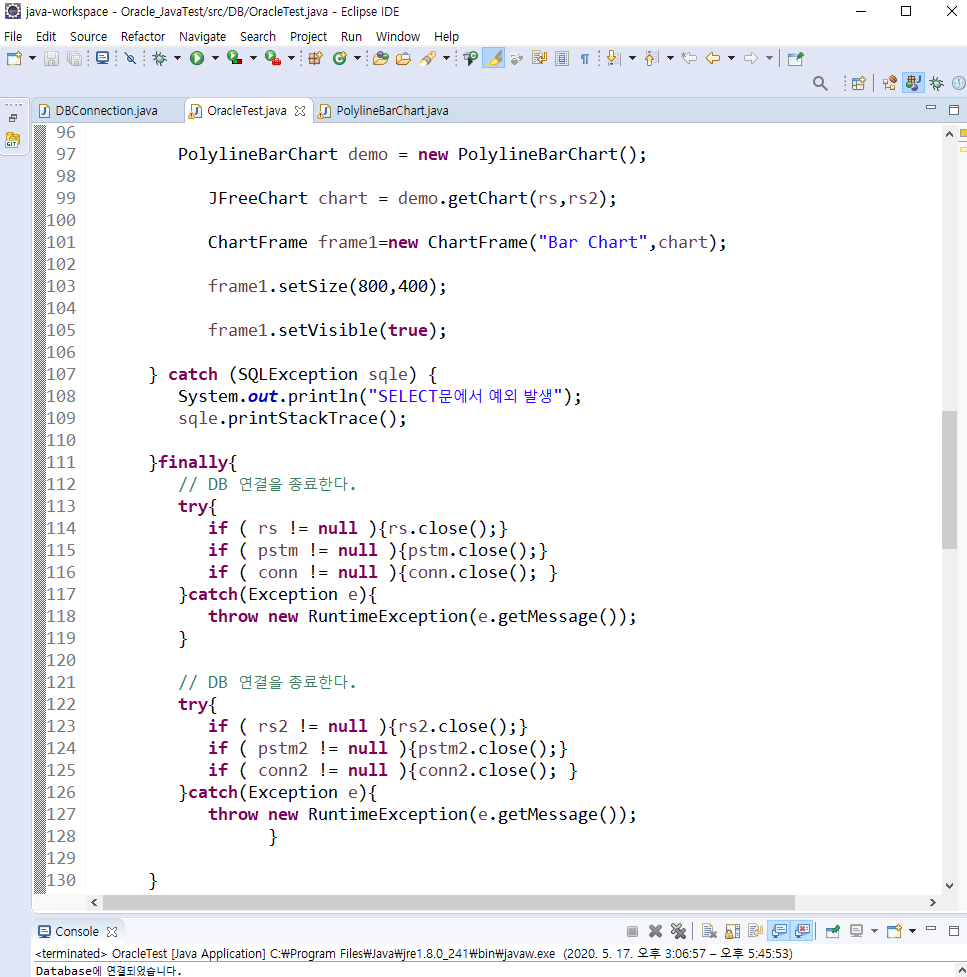 java-workspace - Oracle_JavaTest/src/DB/OracleTest.java - Eclipse IDE
File Edit Source Refactor Navigate Search Project Run Window Help
DBConnection.java OracleTest.java PolylineBarChart.java
GIT
96
97 PolylineBarChart demo = new PolylineBarChart();
98
99 JFreeChart chart = demo.getChart(rs,rs2);
100
101 ChartFrame frame1=new ChartFrame("Bar Chart",chart);
102
103 frame1.setSize(800,400);
104
105 frame1.setVisible(true);
106
107 } catch (SQLException sqle) {
108 System.out.println("SELECT문에서 예외 발생");
109 sqle.printStackTrace();
110
111 }finally{
112 // DB 연결을 종료한다.
113 try{
114 if ( rs != null ){rs.close();}
115 if ( pstm != null ){pstm.close();}
116 if ( conn != null ){conn.close(); }
117 }catch(Exception e){
118 throw new RuntimeException(e.getMessage());
119 }
120
121 // DB 연결을 종료한다.
122 try{
123 if ( rs2 != null ){rs2.close();}
124 if ( pstm2 != null ){pstm2.close();}
125 if ( conn2 != null ){conn2.close(); }
126 }catch(Exception e){
127 throw new RuntimeException(e.getMessage());
128 }
129
130 }
Console
<terminated> OracleTest [Java Application] C:₩Program Files₩Java₩jre1.8.0_241₩bin₩javaw.exe (2020. 5. 17. 오후 3:06:57 – 오후 5:45:53)
Database에 연결되었습니다.